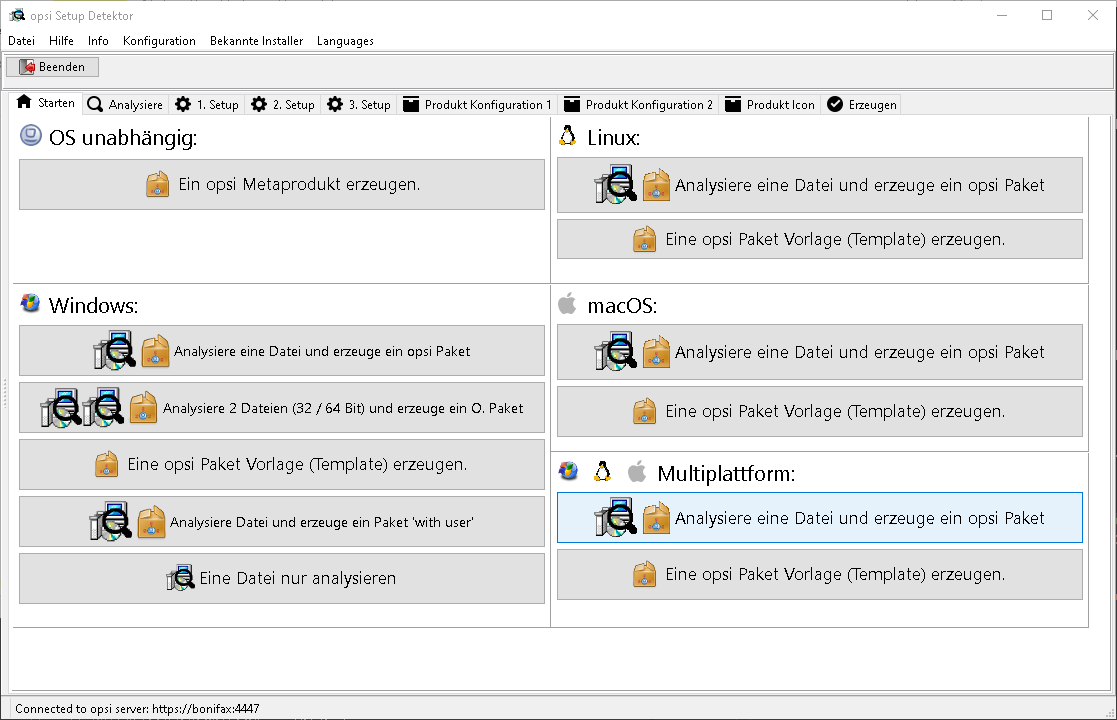 opsi Setup Detektor
Datei Hilfe Info Konfiguration Bekannte Installer Languages
Beenden
Starten Analysiere 1. Setup 2. Setup 3. Setup Produkt Konfiguration 1 Produkt Konfiguration 2 Produkt Icon Erzeugen
OS unabhängig:
Ein opsi Metaprodukt erzeugen.
Linux:
Analysiere eine Datei und erzeuge ein opsi Paket
Eine opsi Paket Vorlage (Template) erzeugen.
Windows:
Analysiere eine Datei und erzeuge ein opsi Paket
Analysiere 2 Dateien (32 / 64 Bit) und erzeuge ein O. Paket
Eine opsi Paket Vorlage (Template) erzeugen.
Analysiere Datei und erzeuge ein Paket 'with user'
Eine Datei nur analysieren
macOS:
Analysiere eine Datei und erzeuge ein opsi Paket
Eine opsi Paket Vorlage (Template) erzeugen.
Multiplattform:
Analysiere eine Datei und erzeuge ein opsi Paket
Eine opsi Paket Vorlage (Template) erzeugen.
Connected to opsi server: https://bonifax:4447